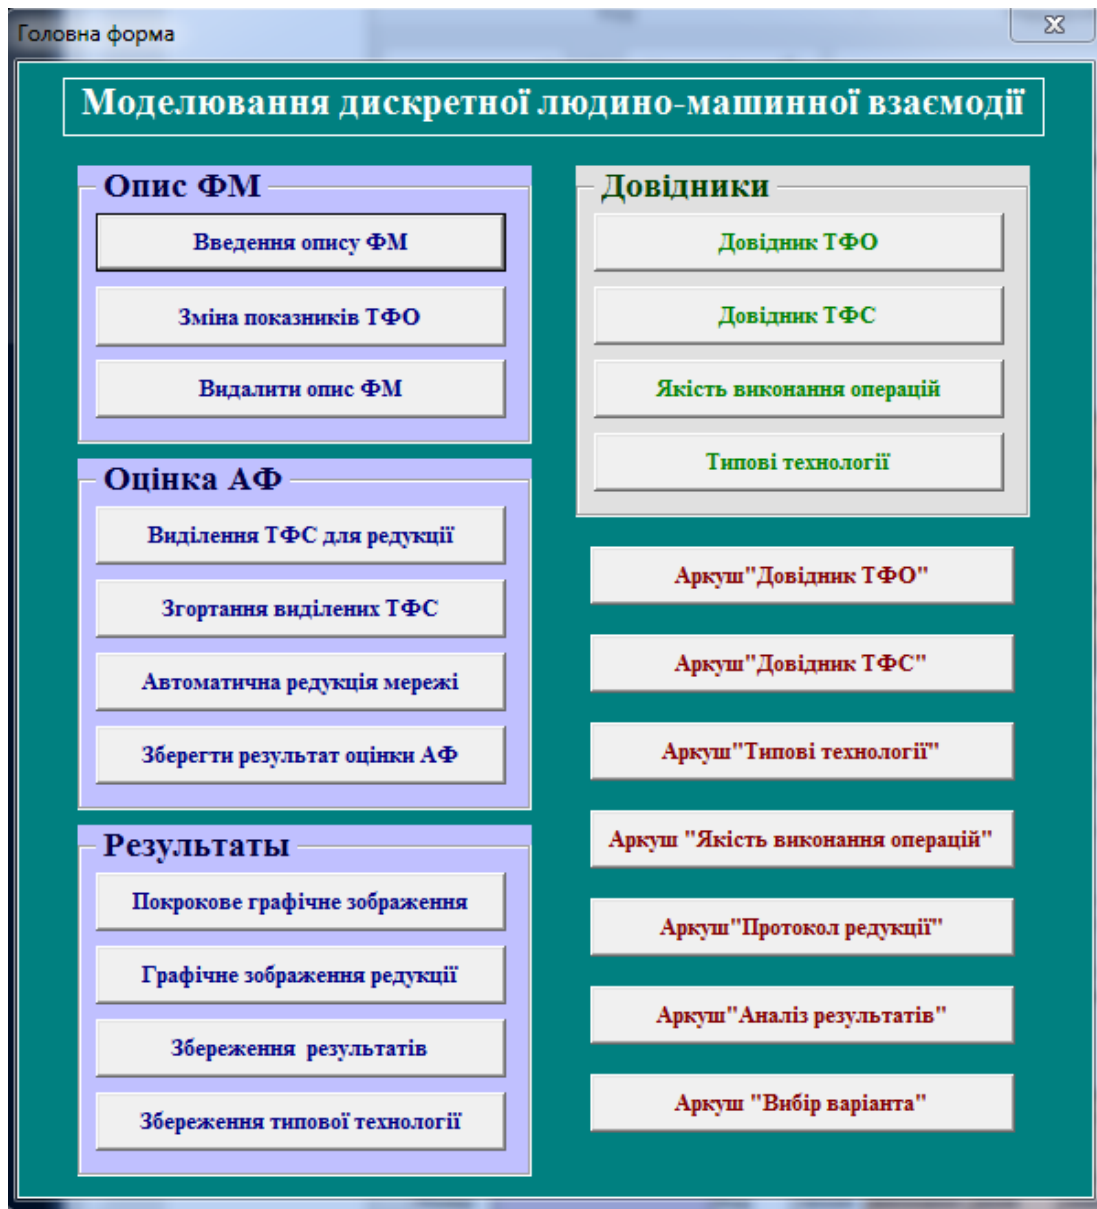 Головна форма
Моделювання дискретної людино-машинної взаємодії
Опис ФМ
Введення опису ФМ
Зміна показників ТФО
Видалити опис ФМ
Оцінка АФ
Виділення ТФС для редукції
Згортання виділених ТФС
Автоматична редукція мережі
Зберегти результат оцінки АФ
Результаты
Покрокове графічне зображення
Графічне зображення редукції
Збереження  результатів
Збереження типової технології
Довідники
Довідник ТФО
Довідник ТФС
Якість виконання операцій
Типові технології
Аркуш"Довідник ТФО"
Аркуш"Довідник ТФС"
Аркуш"Типові технології"
Аркуш "Якість виконання операцій"
Аркуш"Протокол редукції"
Аркуш"Аналіз результатів"
Аркуш "Вибір варіанта"